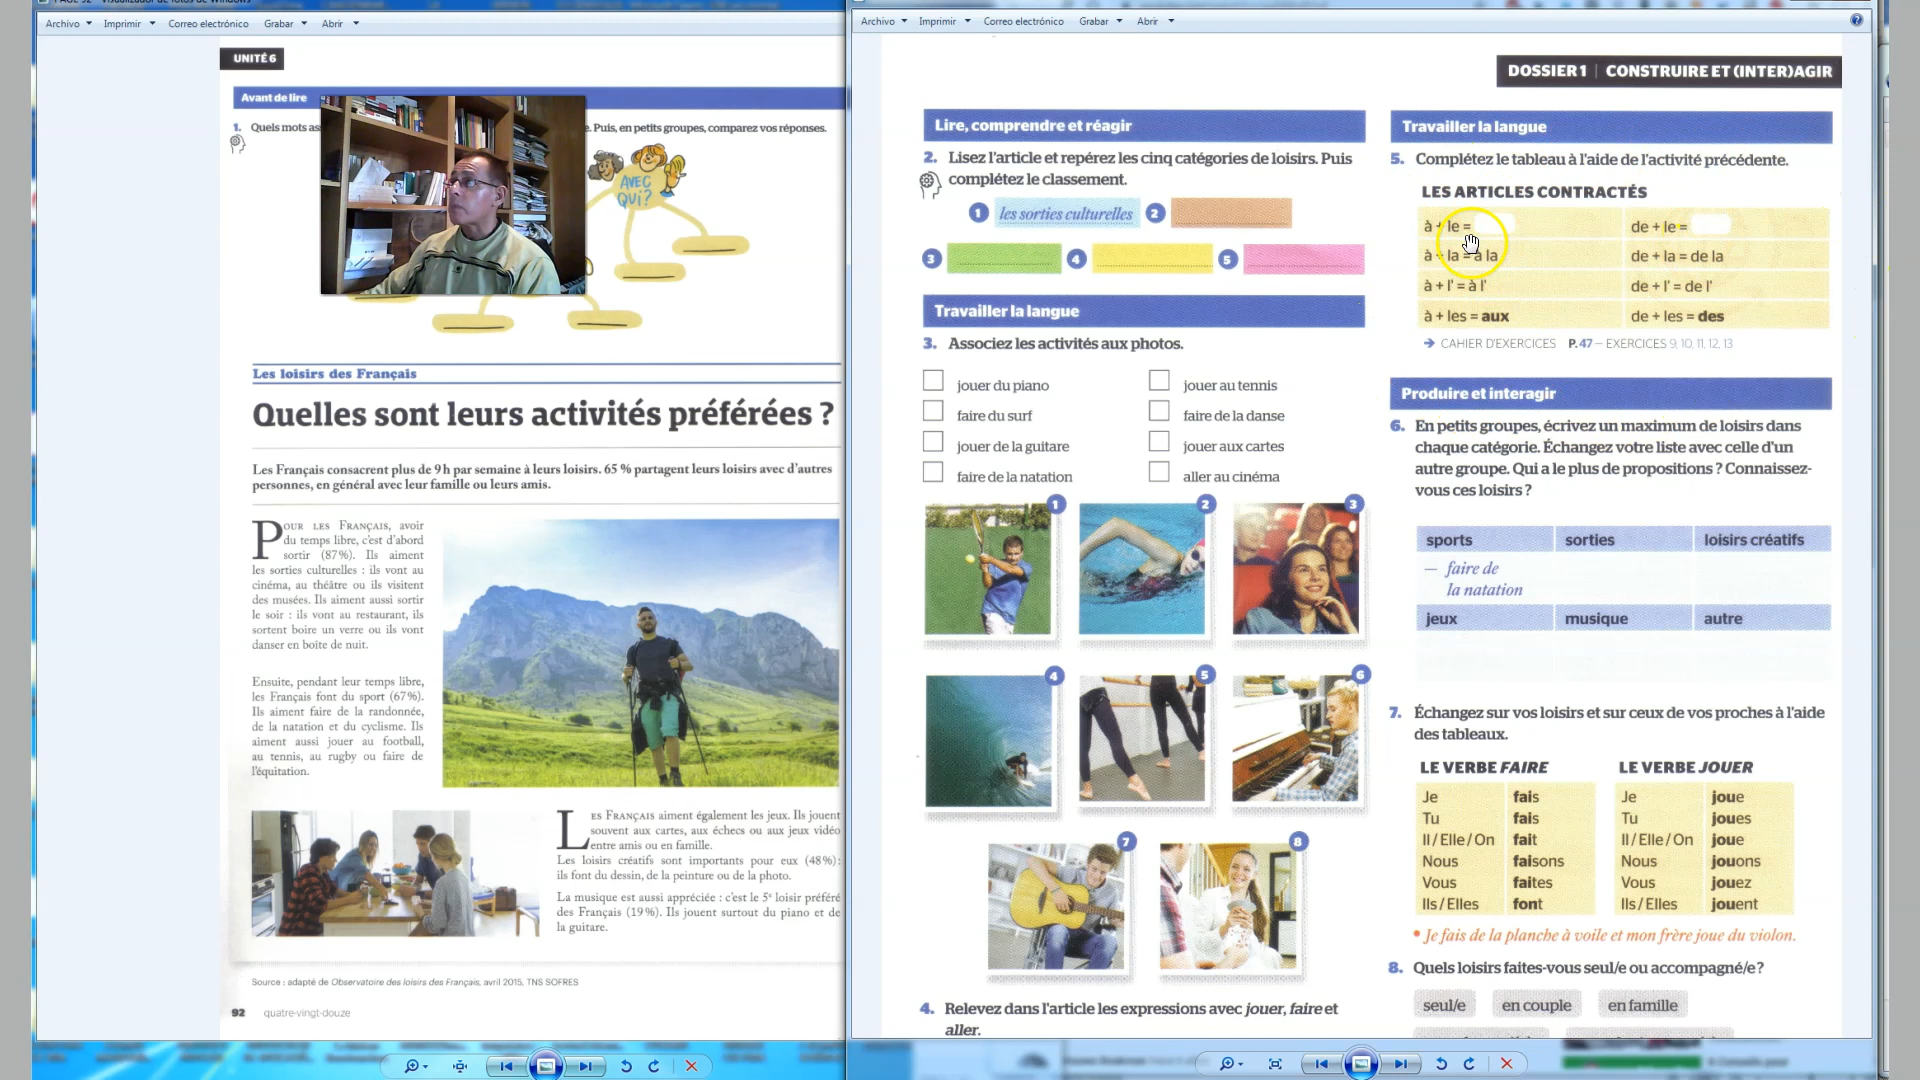 Archivo Imprimir Correo electrónico Grabar Abrir
UNITÉ 6
Avant de lire
1. Quels mots as
e. Puis, en petits groupes, comparez vos réponses.
AVEC
QUI?
Les loisirs des Français
Quelles sont leurs activités préférées ?
Les Français consacrent plus de 9 h par semaine à leurs loisirs. 65 % partagent leurs loisirs avec d'autres
personnes, en général avec leur famille ou leurs amis.
POUR LES FRANÇAIS, avoir
du temps libre, c'est d'abord
sortir (87%). Ils aiment
les sorties culturelles : ils vont au
cinéma, au théâtre ou ils visitent
des musées. Ils aiment aussi sortir
le soir : ils vont au restaurant, ils
sortent boire un verre ou ils vont
danser en boîte de nuit.
Ensuite, pendant leur temps libre,
les Français font du sport (67%).
Ils aiment faire de la randonnée,
de la natation et du cyclisme. Ils
aiment aussi jouer au football,
au tennis, au rugby ou faire de
l'équitation.
LES FRANÇAIS aiment également les jeux. Ils jouent
souvent aux cartes, aux échecs ou aux jeux vidéo
entre amis ou en famille.
Les loisirs créatifs sont importants pour eux (48%):
ils font du dessin, de la peinture ou de la photo.
La musique est aussi appréciée : c'est le 5e loisir préféré
des Français (19%). Ils jouent surtout du piano et de
la guitare.
Source : adapté de Observatoire des loisirs des Français, avril 2015, TNS SOFRES
92 quatre-vingt-douze
Archivo Imprimir Correo electrónico Grabar Abrir
DOSSIER 1 | CONSTRUIRE ET (INTER)AGIR
Lire, comprendre et réagir
2. Lisez l'article et repérez les cinq catégories de loisirs. Puis
complétez le classement.
1 les sorties culturelles 2
3 4 5
Travailler la langue
3. Associez les activités aux photos.
jouer du piano jouer au tennis
faire du surf faire de la danse
jouer de la guitare jouer aux cartes
faire de la natation aller au cinéma
1 2 3
4 5 6
7 8
4. Relevez dans l'article les expressions avec jouer, faire et
aller.
Travailler la langue
5. Complétez le tableau à l'aide de l'activité précédente.
LES ARTICLES CONTRACTÉS
à + le = de + le =
à + la = à la de + la = de la
à + l' = à l' de + l' = de l'
à + les = aux de + les = des
→ CAHIER D'EXERCICES P. 47 – EXERCICES 9, 10, 11, 12, 13
Produire et interagir
6. En petits groupes, écrivez un maximum de loisirs dans
chaque catégorie. Échangez votre liste avec celle d'un
autre groupe. Qui a le plus de propositions ? Connaissez-
vous ces loisirs ?
sports sorties loisirs créatifs
— faire de
la natation
jeux musique autre
7. Échangez sur vos loisirs et sur ceux de vos proches à l'aide
des tableaux.
LE VERBE FAIRE LE VERBE JOUER
Je fais Je joue
Tu fais Tu joues
Il / Elle / On fait Il / Elle / On joue
Nous faisons Nous jouons
Vous faites Vous jouez
Ils / Elles font Ils / Elles jouent
• Je fais de la planche à voile et mon frère joue du violon.
8. Quels loisirs faites-vous seul/e ou accompagné/e ?
seul/e en couple en famille